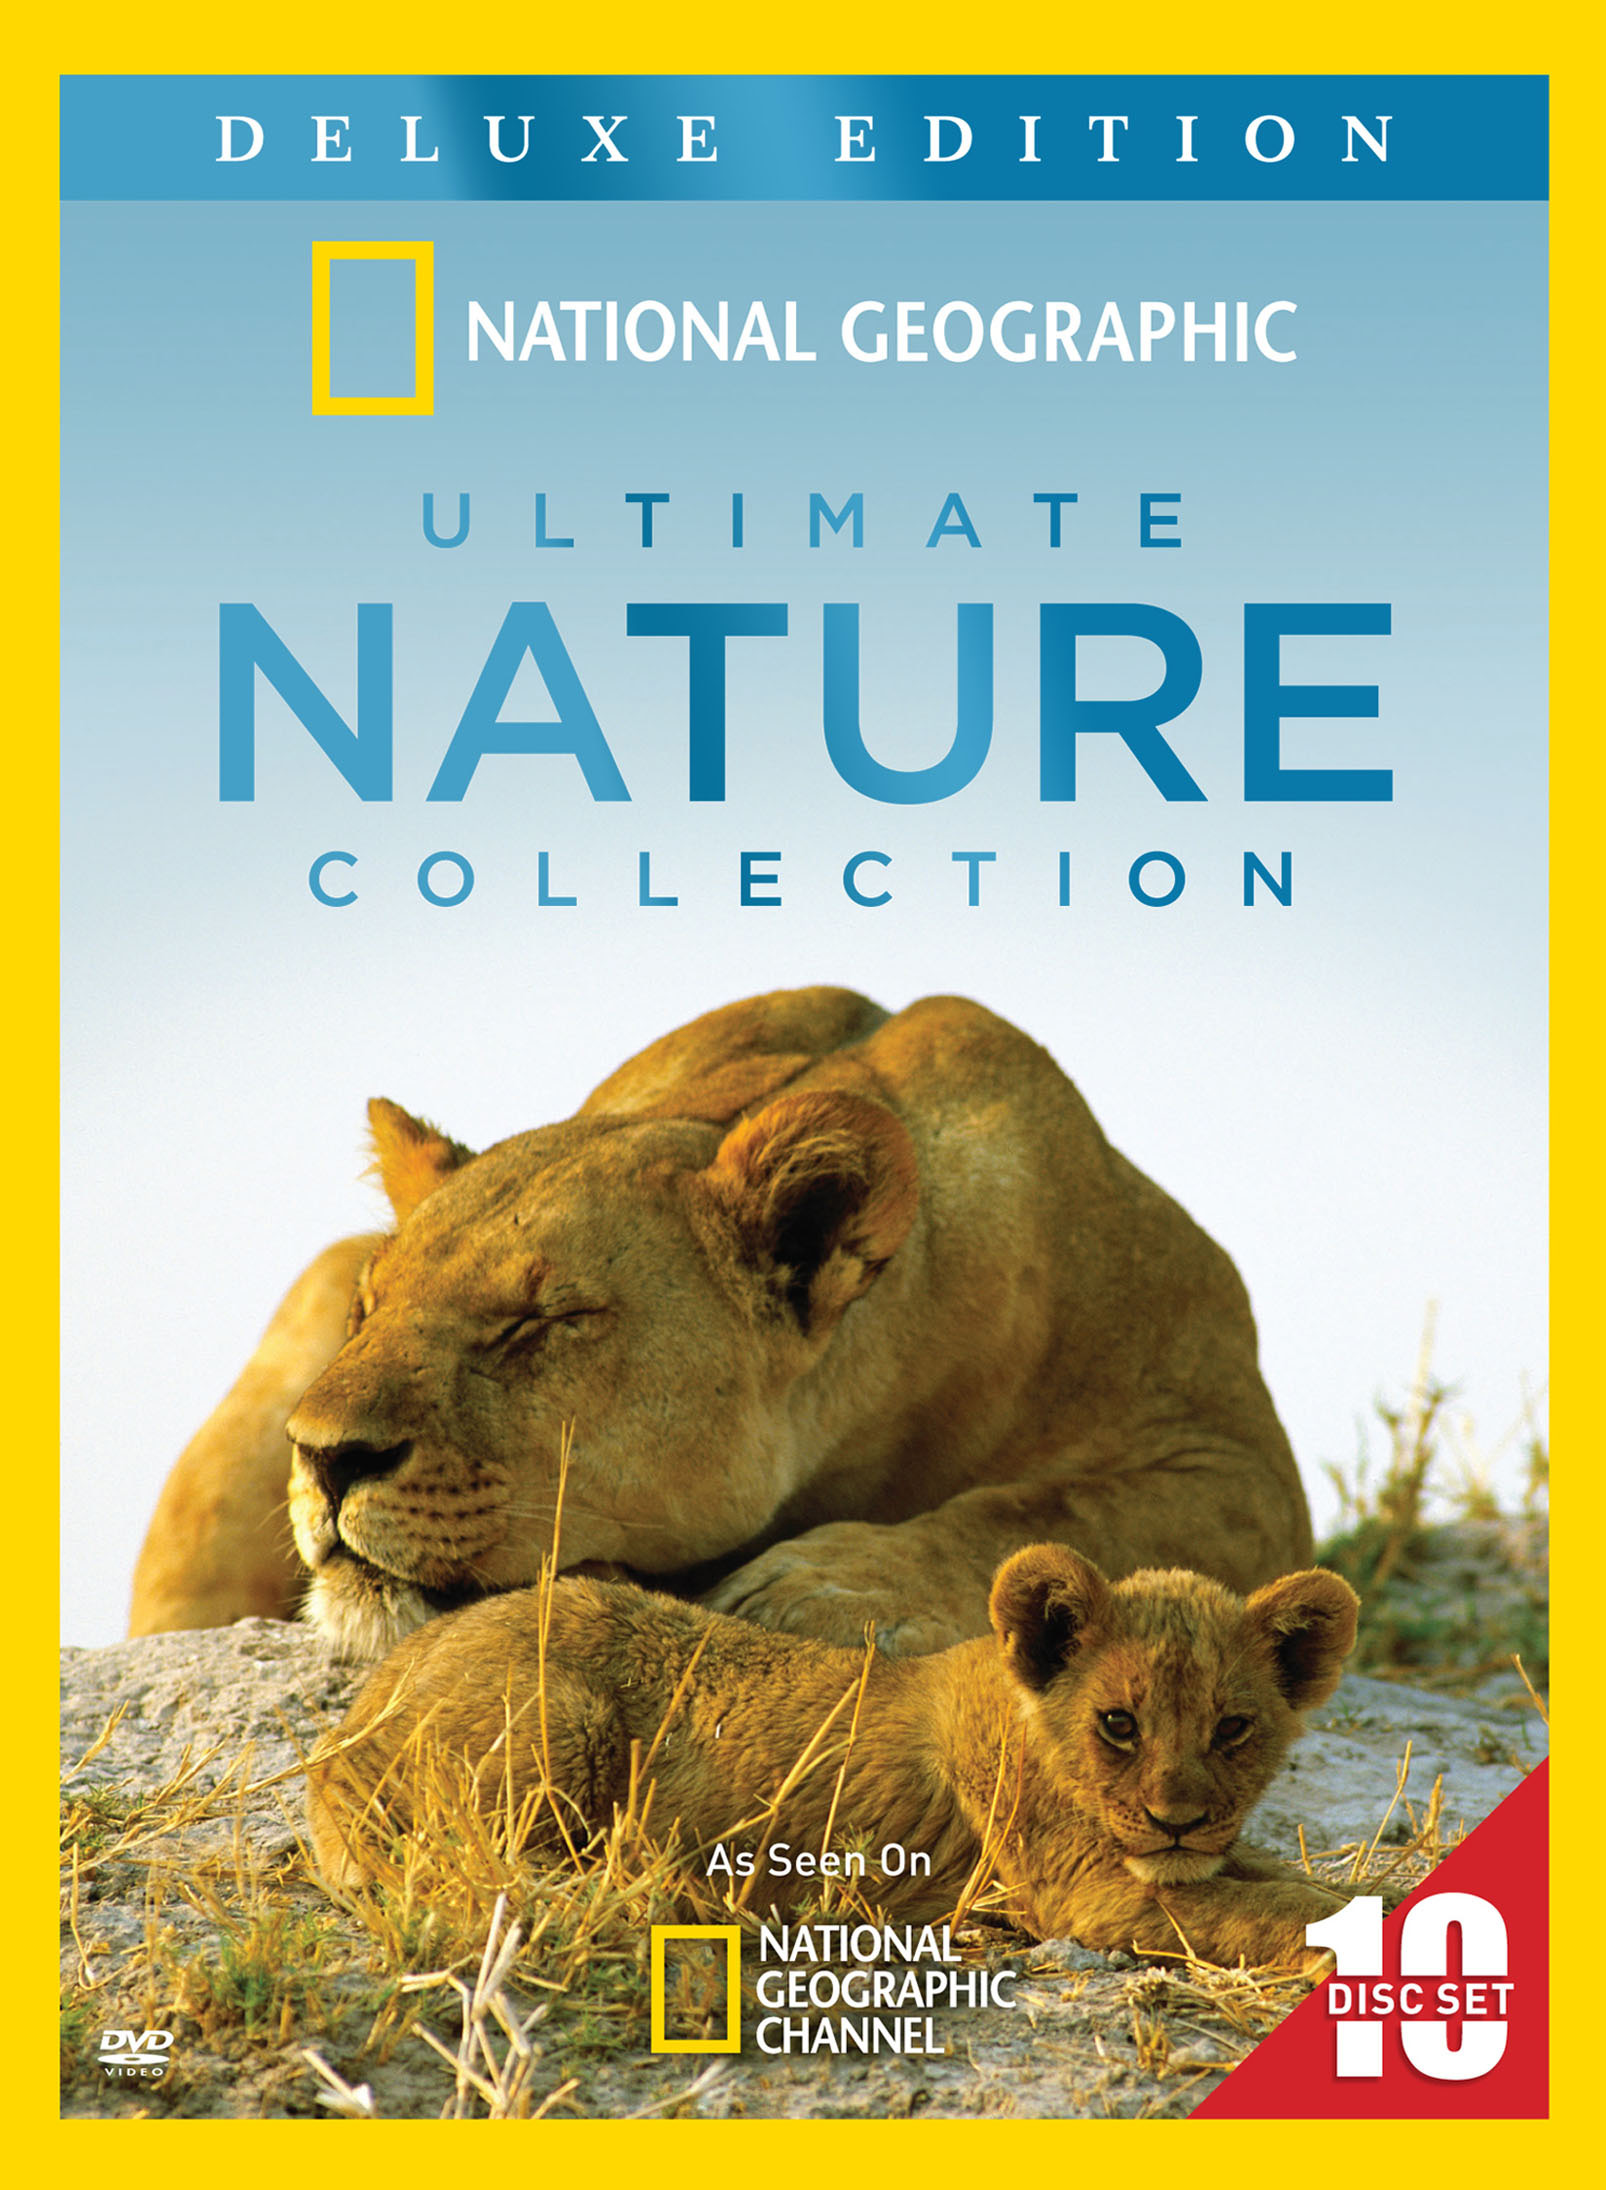 DELUXE EDITION
NATIONAL GEOGRAPHIC
ULTIMATE
NATURE
COLLECTION
As Seen On
NATIONAL
GEOGRAPHIC
CHANNEL
10
DISC SET
DVD
VIDEO